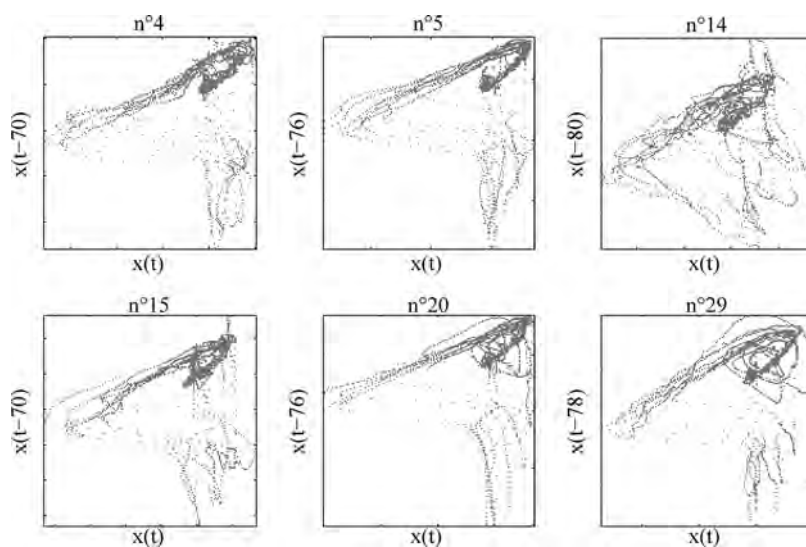 n°4
n°5
n°14
x(t−70)
x(t−76)
x(t−80)
x(t)
x(t)
x(t)
n°15
n°20
n°29
x(t−70)
x(t−76)
x(t−78)
x(t)
x(t)
x(t)